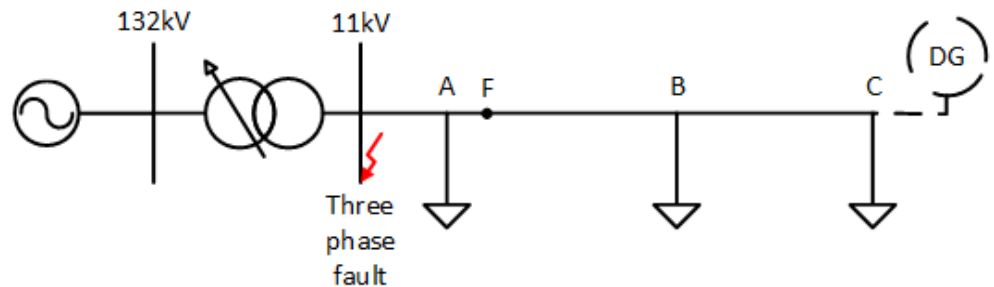 132kV
11kV
DG
A
F
B
C
Three
phase
fault